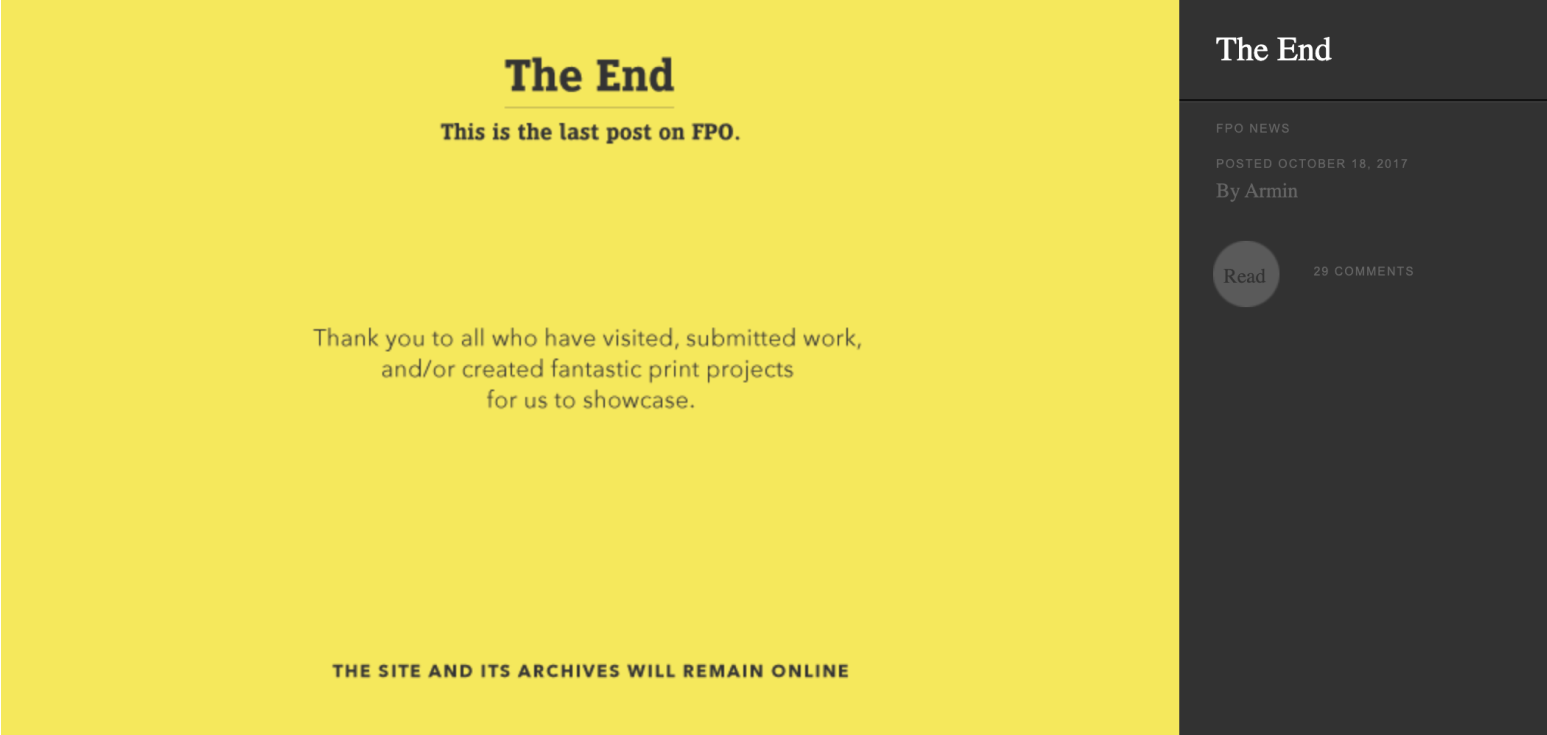 The End
This is the last post on FPO.
Thank you to all who have visited, submitted work,
and/or created fantastic print projects
for us to showcase.
THE SITE AND ITS ARCHIVES WILL REMAIN ONLINE
The End
FPO NEWS
POSTED OCTOBER 18, 2017
By Armin
Read
29 COMMENTS